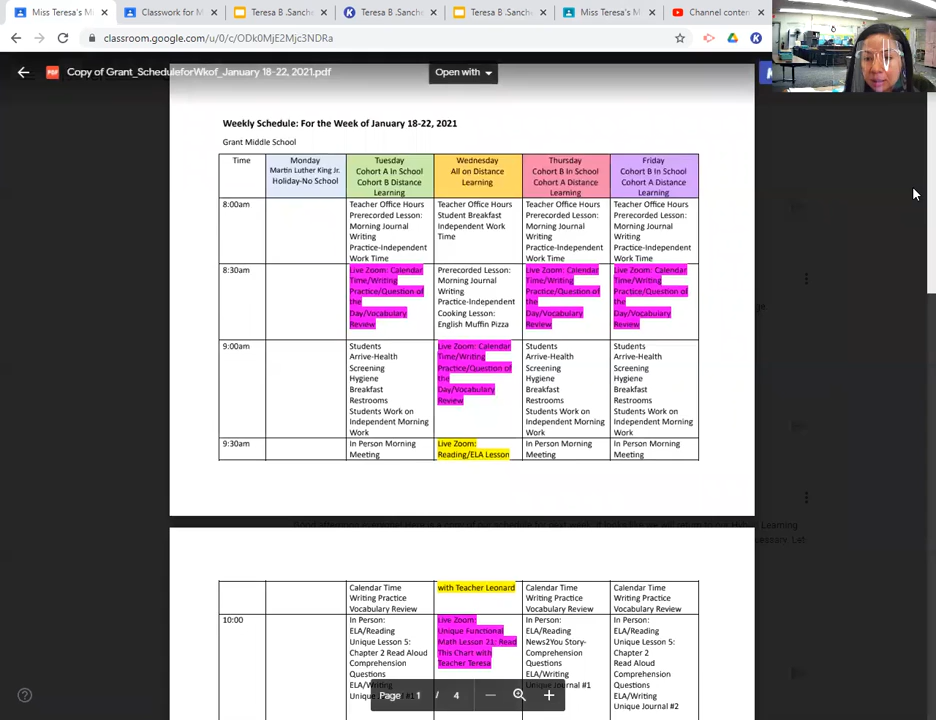 Miss Teresa's M
Classwork for M
Teresa B .Sanche
Teresa B.Sanche
Teresa B .Sanche
Miss Teresa's M
Channel conten
classroom.google.com/u/0/c/ODk0MjE2Mjc3NDRa
Copy of Grant_ScheduleforWkof_January 18-22, 2021.pdf
Open with
Weekly Schedule: For the Week of January 18-22, 2021
Grant Middle School
Time
Monday
Martin Luther King Jr.
Holiday-No School
Tuesday
Cohort A In School
Cohort B Distance
Learning
Wednesday
All on Distance
Learning
Thursday
Cohort B In School
Cohort A Distance
Learning
Friday
Cohort B In School
Cohort A Distance
Learning
8:00am
Teacher Office Hours
Prerecorded Lesson:
Morning Journal
Writing
Practice-Independent
Work Time
Teacher Office Hours
Student Breakfast
Independent Work
Time
Teacher Office Hours
Prerecorded Lesson:
Morning Journal
Writing
Practice-Independent
Work Time
Teacher Office Hours
Prerecorded Lesson:
Morning Journal
Writing
Practice-Independent
Work Time
8:30am
Live Zoom: Calendar
Time/Writing
Practice/Question of
the
Day/Vocabulary
Review
Prerecorded Lesson:
Morning Journal
Writing
Practice-Independent
Cooking Lesson:
English Muffin Pizza
Live Zoom: Calendar
Time/Writing
Practice/Question of
the
Day/Vocabulary
Review
Live Zoom: Calendar
Time/Writing
Practice/Question of
the
Day/Vocabulary
Review
9:00am
Students
Arrive-Health
Screening
Hygiene
Breakfast
Restrooms
Students Work on
Independent Morning
Work
Live Zoom: Calendar
Time/Writing
Practice/Question of
the
Day/Vocabulary
Review
Students
Arrive-Health
Screening
Hygiene
Breakfast
Restrooms
Students Work on
Independent Morning
Work
Students
Arrive-Health
Screening
Hygiene
Breakfast
Restrooms
Students Work on
Independent Morning
Work
9:30am
In Person Morning
Meeting
Live Zoom:
Reading/ELA Lesson
In Person Morning
Meeting
In Person Morning
Meeting
Calendar Time
Writing Practice
Vocabulary Review
with Teacher Leonard
Calendar Time
Writing Practice
Vocabulary Review
Calendar Time
Writing Practice
Vocabulary Review
10:00
In Person:
ELA/Reading
Unique Lesson 5:
Chapter 2 Read Aloud
Comprehension
Questions
ELA/Writing
Unique Journal #1
Live Zoom:
Unique Functional
Math Lesson 21: Read
This Chart with
Teacher Teresa
In Person:
ELA/Reading
News2You Story-
Comprehension
Questions
ELA/Writing
Unique Journal #1
In Person:
ELA/Reading
Unique Lesson 5:
Chapter 2
Read Aloud
Comprehension
Questions
ELA/Writing
Unique Journal #2
Page 1 / 4